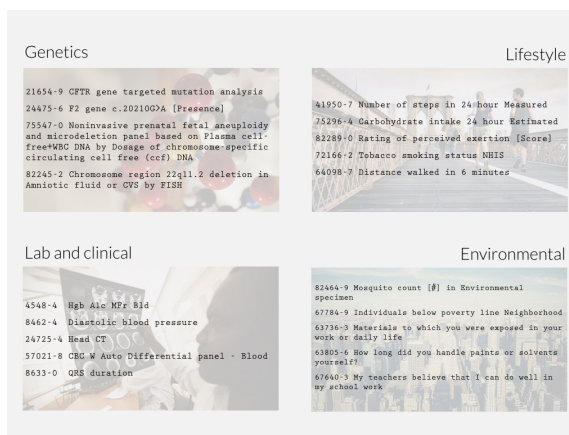 Genetics
21654-9 CFTR gene targeted mutation analysis
24475-6 F2 gene c.20210G>A [Presence]
75547-0 Noninvasive prenatal fetal aneuploidy
and microdeletion panel based on Plasma cell-
free+WBC DNA by Dosage of chromosome-specific
circulating cell free (ccf) DNA
82245-2 Chromosome region 22q11.2 deletion in
Amniotic fluid or CVS by FISH
Lifestyle
41950-7 Number of steps in 24 hour Measured
75296-4 Carbohydrate intake 24 hour Estimated
82289-0 Rating of perceived exertion [Score]
72166-2 Tobacco smoking status NHIS
64098-7 Distance walked in 6 minutes
Lab and clinical
4548-4 Hgb A1c MFr Bld
8462-4 Diastolic blood pressure
24725-4 Head CT
57021-8 CBC W Auto Differential panel - Blood
8633-0 QRS duration
Environmental
82464-9 Mosquito count [#] in Environmental
specimen
67784-9 Individuals below poverty line Neighborhood
63736-3 Materials to which you were exposed in your
work or daily life
63805-6 How long did you handle paints or solvents
yourself?
67640-3 My teachers believe that I can do well in
my school work